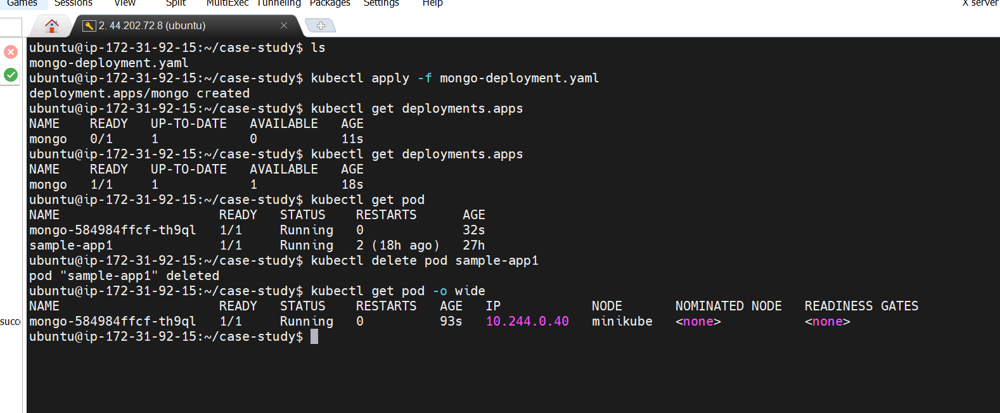 Games Sessions View Split MultiExec Tunneling Packages Settings Help X server
2. 44.202.72.8 (ubuntu)
ubuntu@ip-172-31-92-15:~/case-study$ ls
mongo-deployment.yaml
ubuntu@ip-172-31-92-15:~/case-study$ kubectl apply -f mongo-deployment.yaml
deployment.apps/mongo created
ubuntu@ip-172-31-92-15:~/case-study$ kubectl get deployments.apps
NAME READY UP-TO-DATE AVAILABLE AGE
mongo 0/1 1 0 11s
ubuntu@ip-172-31-92-15:~/case-study$ kubectl get deployments.apps
NAME READY UP-TO-DATE AVAILABLE AGE
mongo 1/1 1 1 18s
ubuntu@ip-172-31-92-15:~/case-study$ kubectl get pod
NAME READY STATUS RESTARTS AGE
mongo-584984ffcf-th9ql 1/1 Running 0 32s
sample-app1 1/1 Running 2 (18h ago) 27h
ubuntu@ip-172-31-92-15:~/case-study$ kubectl delete pod sample-app1
pod "sample-app1" deleted
ubuntu@ip-172-31-92-15:~/case-study$ kubectl get pod -o wide
NAME READY STATUS RESTARTS AGE IP NODE NOMINATED NODE READINESS GATES
succ mongo-584984ffcf-th9ql 1/1 Running 0 93s 10.244.0.40 minikube <none> <none>
ubuntu@ip-172-31-92-15:~/case-study$